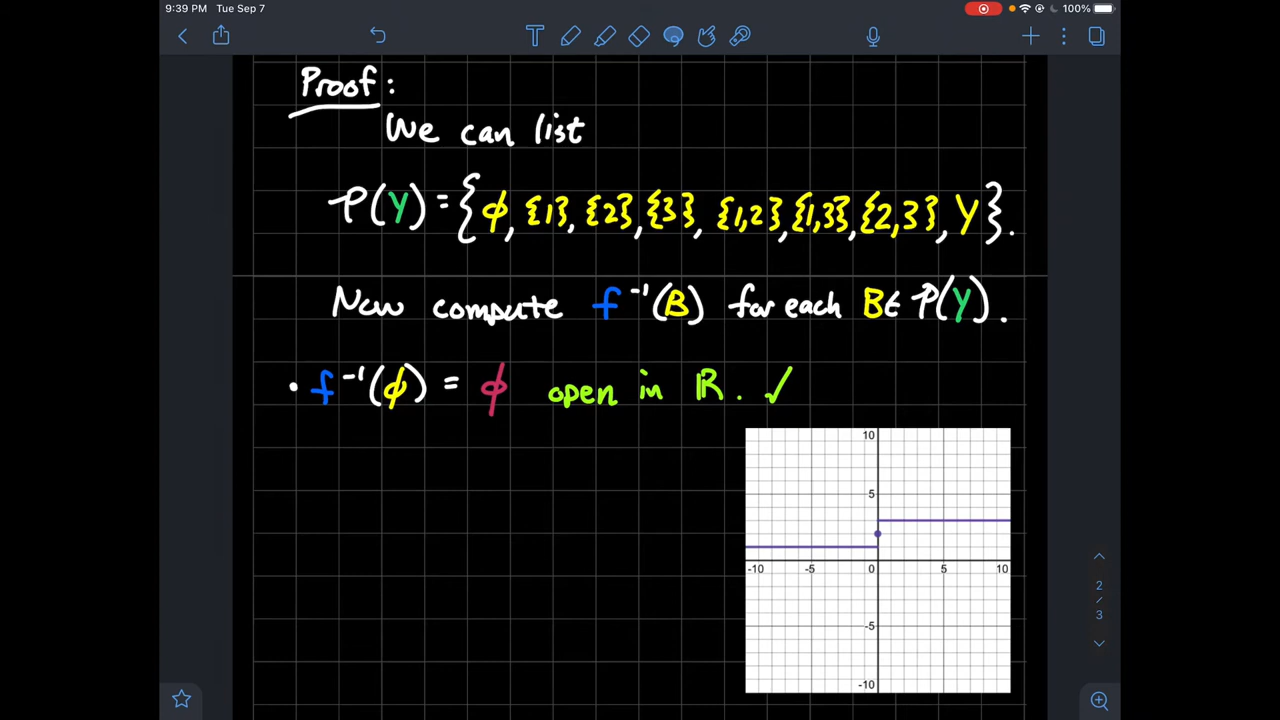 9:39 PM Tue Sep 7 100%
Proof:
We can list
𝒫(Y) = {ϕ, {1}, {2}, {3}, {1,2}, {1,3}, {2,3}, Y}.
Now compute f⁻¹(B) for each B∈ 𝒫(Y).
• f⁻¹(ϕ) = ϕ open in ℝ. ✓
10
5
-10 -5 0 5 10
-5
-10
2
/
3